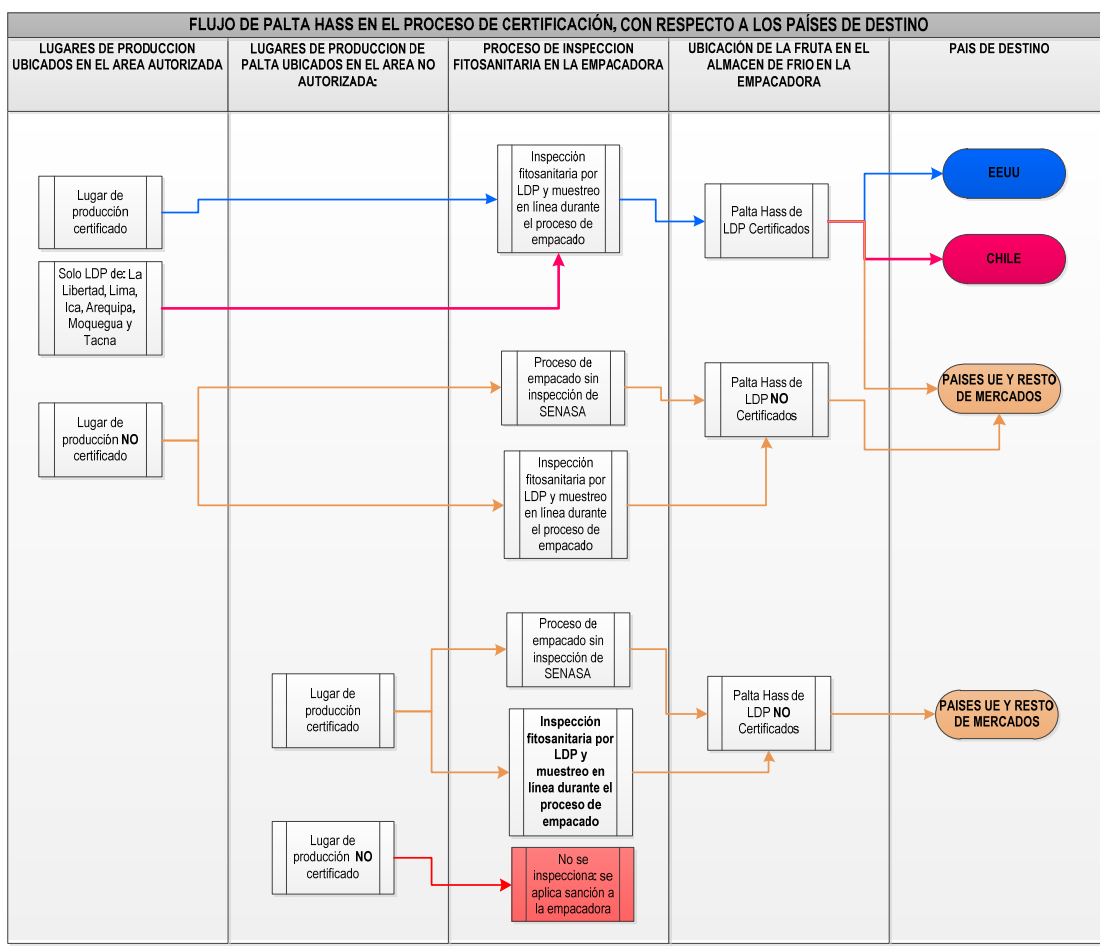 FLUJO DE PALTA HASS EN EL PROCESO DE CERTIFICACIÓN, CON RESPECTO A LOS PAÍSES DE DESTINO
LUGARES DE PRODUCCION
UBICADOS EN EL AREA AUTORIZADA
LUGARES DE PRODUCCION DE
PALTA UBICADOS EN EL AREA NO
AUTORIZADA:
PROCESO DE INSPECCION
FITOSANITARIA EN LA EMPACADORA
UBICACIÓN DE LA FRUTA EN EL
ALMACEN DE FRIO EN LA
EMPACADORA
PAIS DE DESTINO
Lugar de
producción
certificado
Inspección
fitosanitaria por
LDP y muestreo
en línea durante
el proceso de
empacado
Palta Hass de
LDP Certificados
EEUU
CHILE
Solo LDP de: La
Libertad, Lima,
Ica, Arequipa,
Moquegua y
Tacna
Lugar de
producción NO
certificado
Proceso de
empacado sin
inspección de
SENASA
Palta Hass de
LDP NO
Certificados
PAISES UE Y RESTO
DE MERCADOS
Inspección
fitosanitaria por
LDP y muestreo
en línea durante
el proceso de
empacado
Lugar de
producción
certificado
Proceso de
empacado sin
inspección de
SENASA
Palta Hass de
LDP NO
Certificados
PAISES UE Y RESTO
DE MERCADOS
Inspección
fitosanitaria por
LDP y
muestreo en
línea durante el
proceso de
empacado
Lugar de
producción NO
certificado
No se
inspecciona: se
aplica sanción a
la empacadora